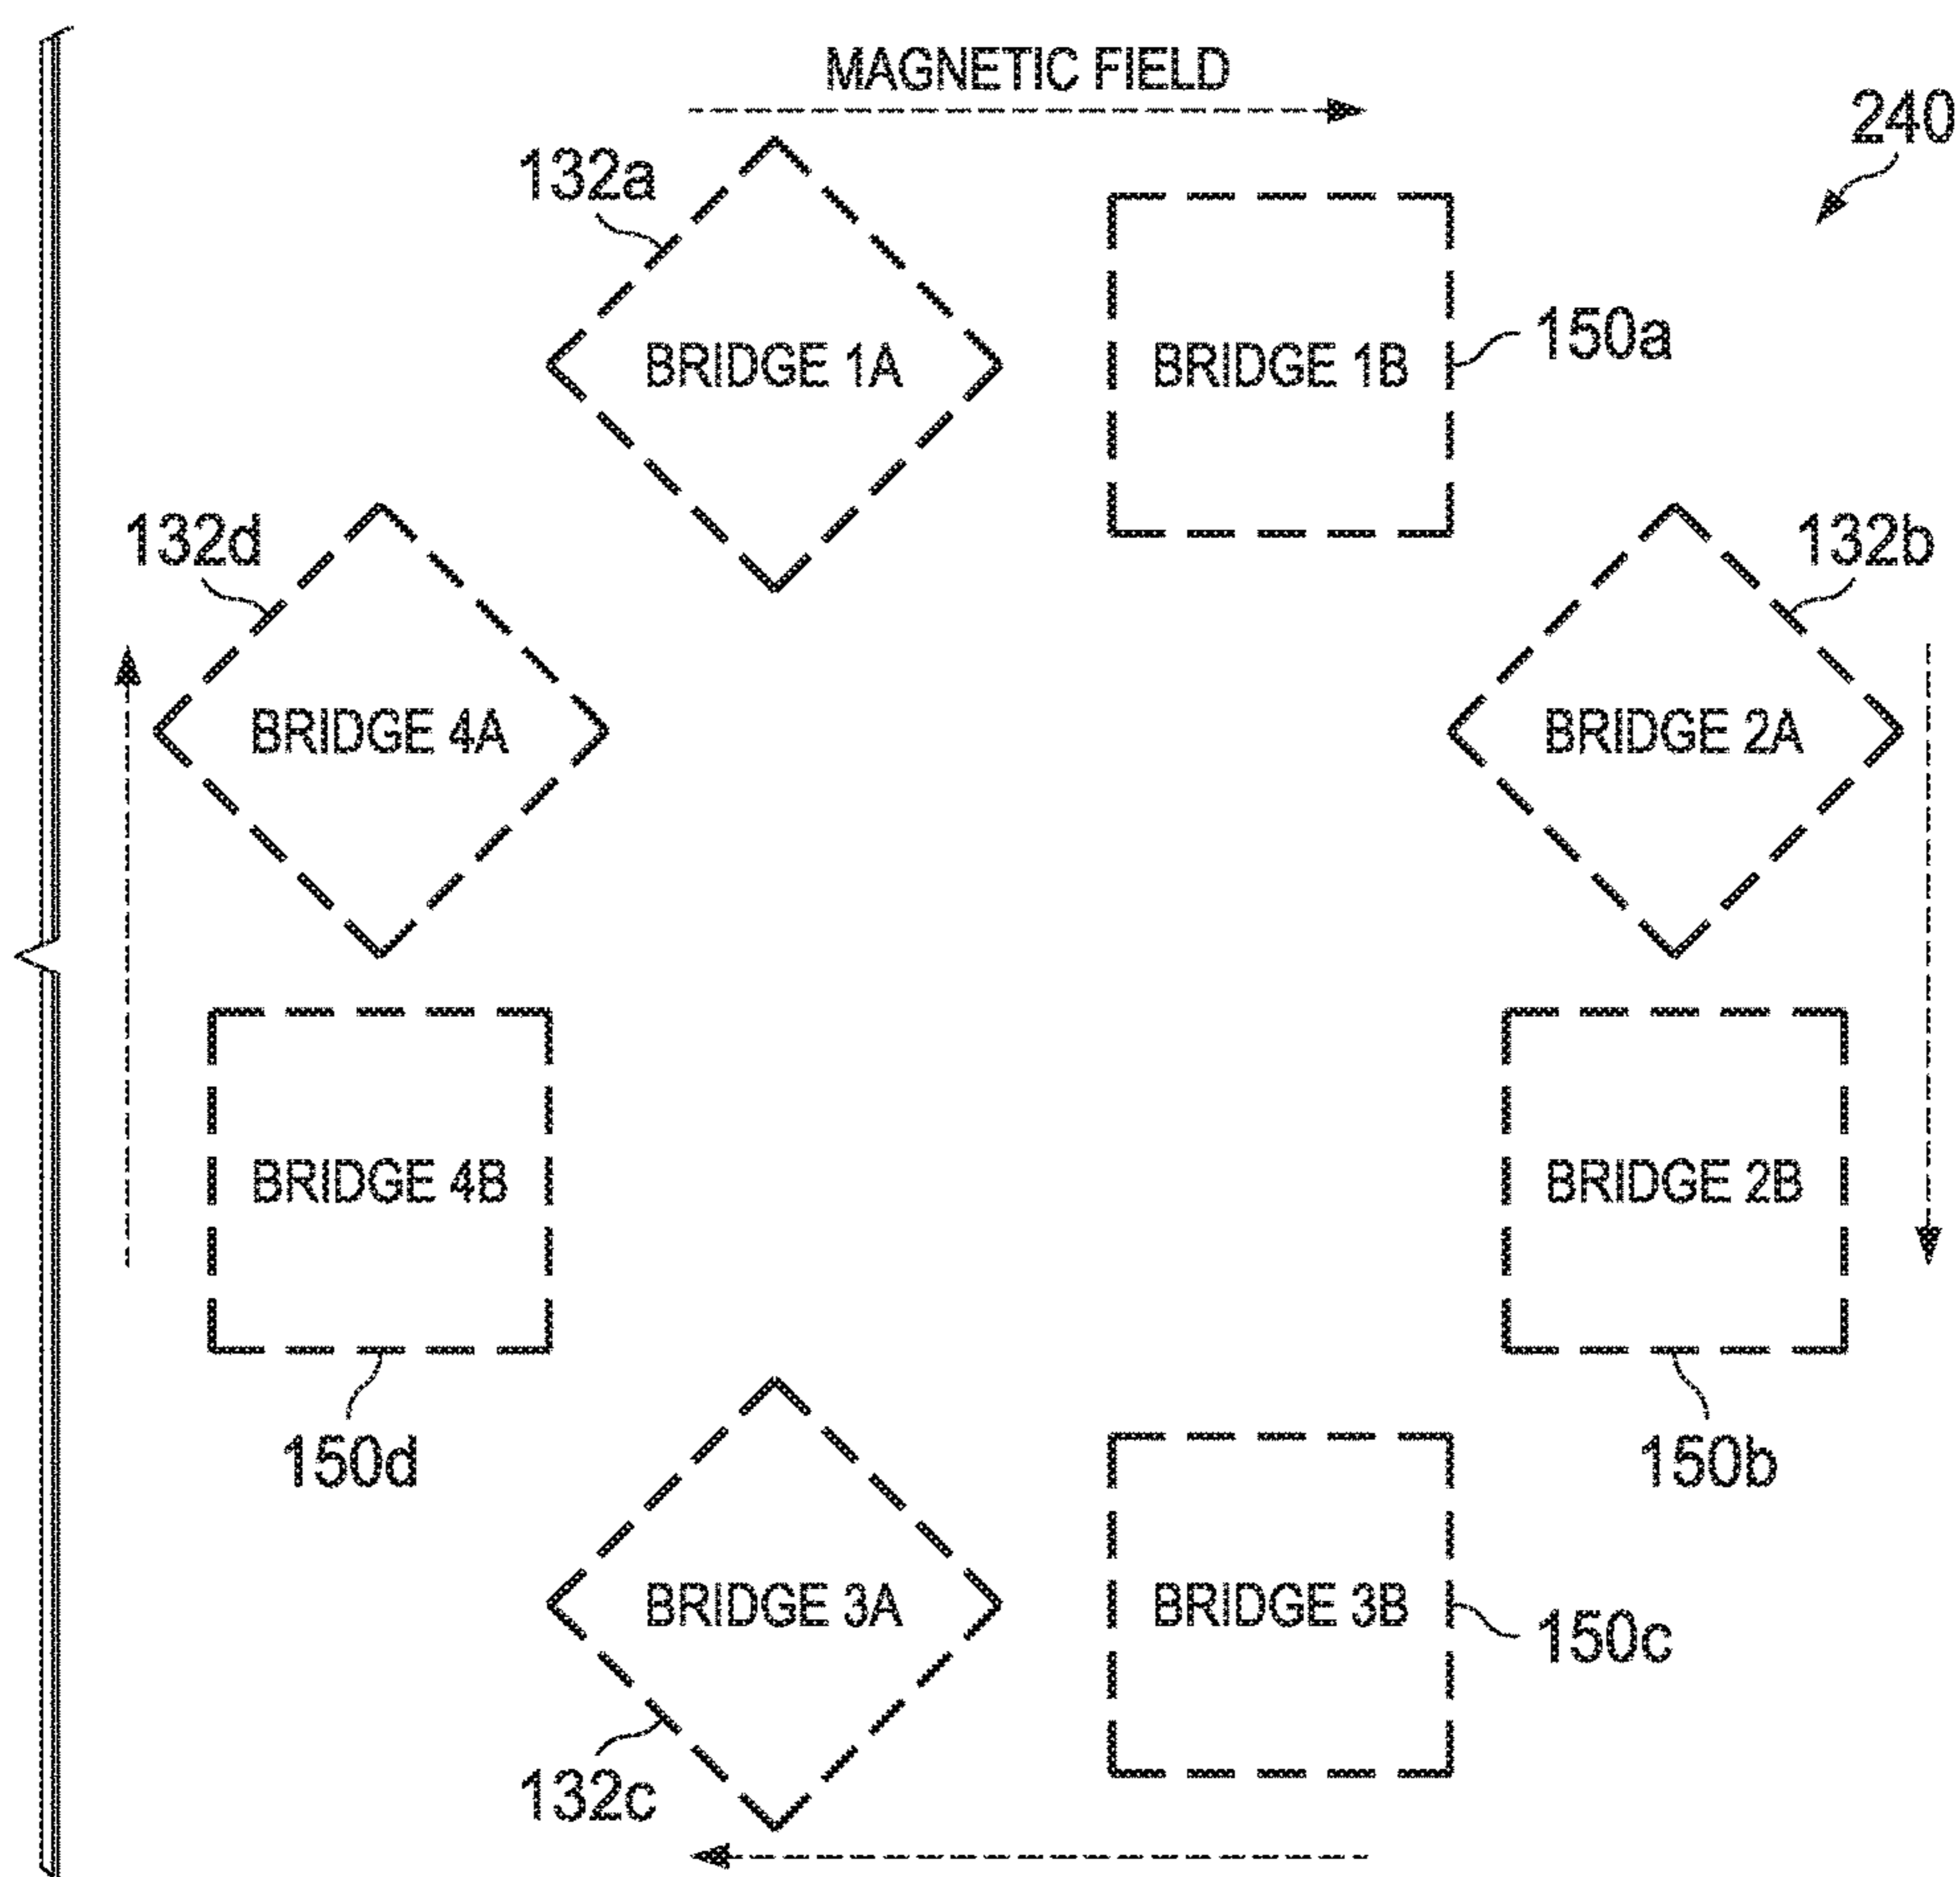 MAGNETIC FIELD
240
132a
BRIDGE 1A
BRIDGE 1B
150a
132d
132b
BRIDGE 4A
BRIDGE 2A
BRIDGE 4B
BRIDGE 2B
150d
150b
BRIDGE 3A
BRIDGE 3B
150c
132c